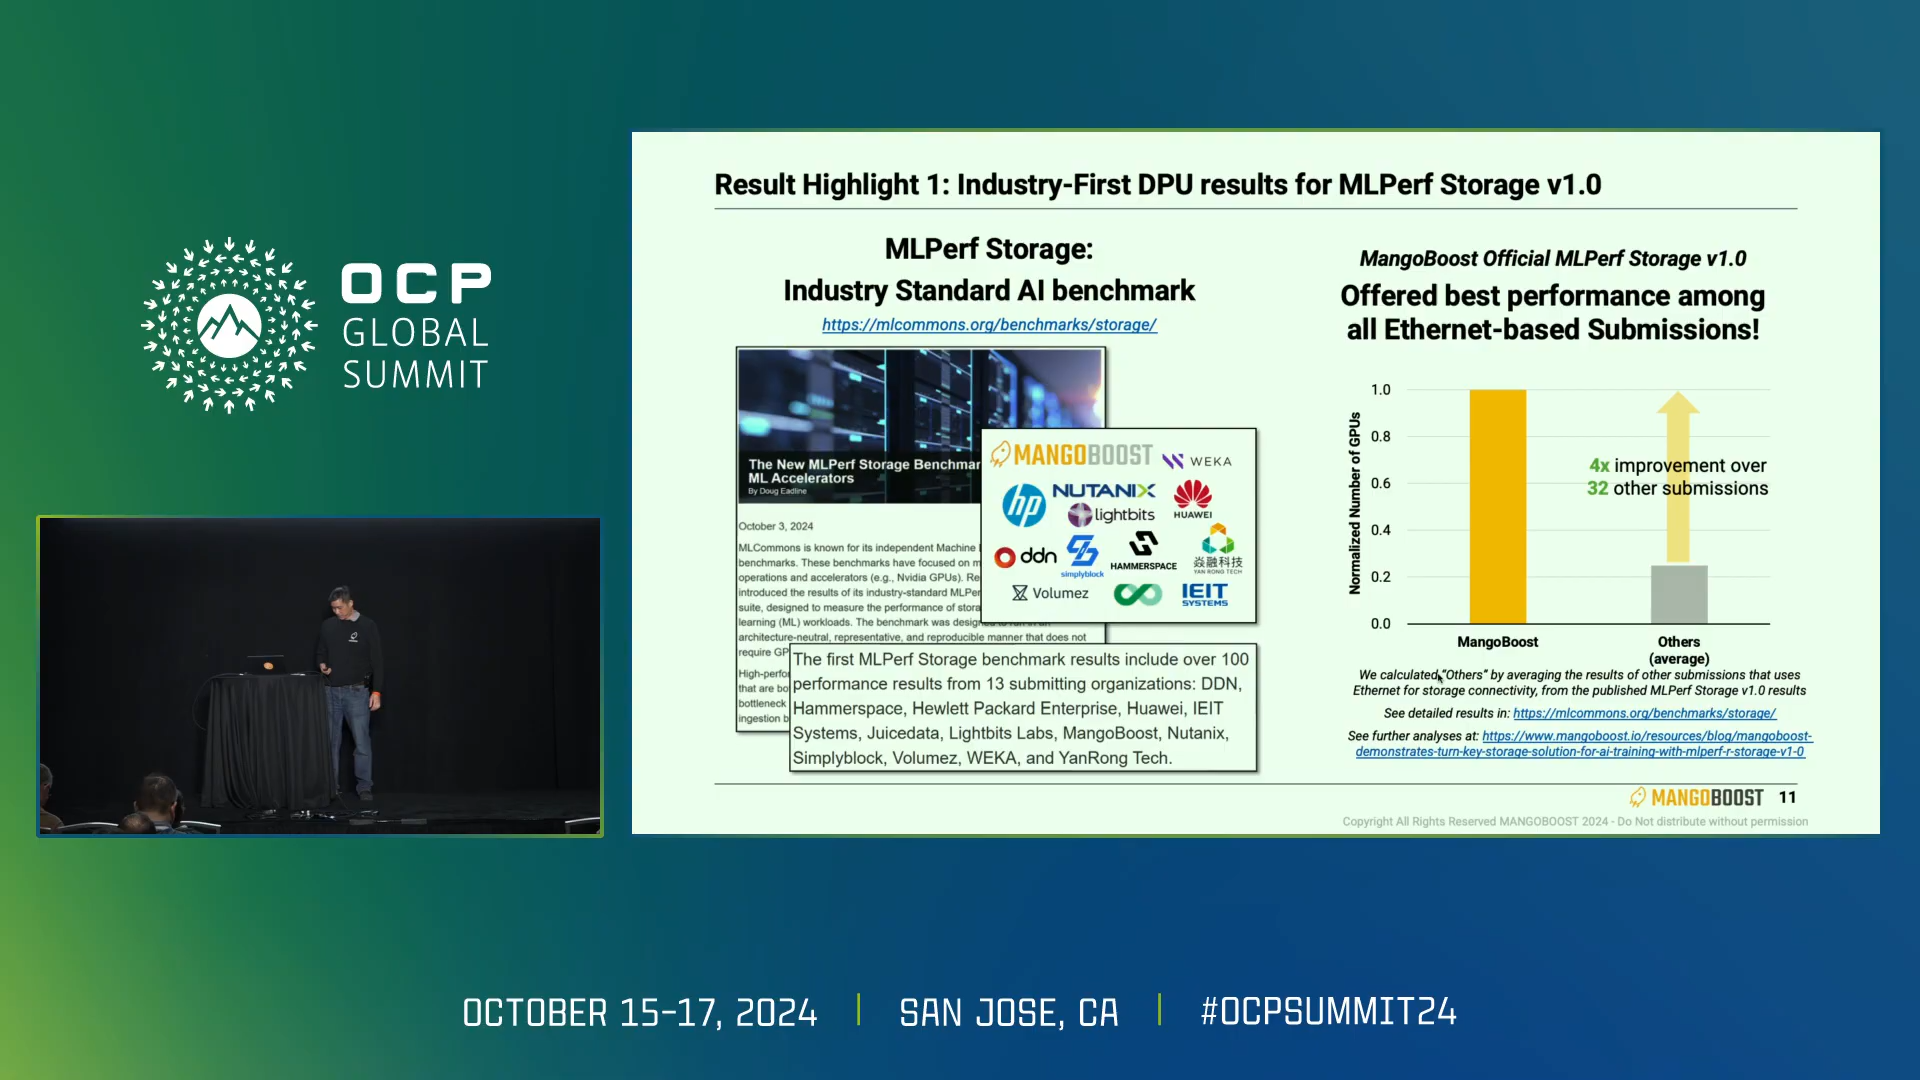 OCP
GLOBAL
SUMMIT
Result Highlight 1: Industry-First DPU results for MLPerf Storage v1.0
MLPerf Storage:
Industry Standard AI benchmark
https://mlcommons.org/benchmarks/storage/
The New MLPerf Storage Benchmar
ML Accelerators
By Doug Eadline
October 3, 2024
MLCommons is known for its independent Machine
benchmarks. These benchmarks have focused on m
operations and accelerators (e.g., Nvidia GPUs). Re
introduced the results of its industry-standard MLPer
suite, designed to measure the performance of stora
learning (ML) workloads. The benchmark was designed to run in an
architecture-neutral, representative, and reproducible manner that does not
require GP
High-perfo
that are bo
bottleneck
ingestion b
MANGOBOOST
WEKA
hp
NUTANIX
HUAWEI
lightbits
ddn
simplyblock
HAMMERSPACE
焱融科技
YAN RONG TECH
Volumez
IEIT
SYSTEMS
The first MLPerf Storage benchmark results include over 100
performance results from 13 submitting organizations: DDN,
Hammerspace, Hewlett Packard Enterprise, Huawei, IEIT
Systems, Juicedata, Lightbits Labs, MangoBoost, Nutanix,
Simplyblock, Volumez, WEKA, and YanRong Tech.
MangoBoost Official MLPerf Storage v1.0
Offered best performance among
all Ethernet-based Submissions!
Normalized Number of GPUs
1.0
0.8
0.6
0.4
0.2
0.0
4x improvement over
32 other submissions
MangoBoost
Others
(average)
We calculated "Others" by averaging the results of other submissions that uses
Ethernet for storage connectivity, from the published MLPerf Storage v1.0 results
See detailed results in: https://mlcommons.org/benchmarks/storage/
See further analyses at: https://www.mangoboost.io/resources/blog/mangoboost-
demonstrates-turn-key-storage-solution-for-ai-training-with-mlperf-r-storage-v1-0
MANGOBOOST 11
Copyright All Rights Reserved MANGOBOOST 2024 - Do Not distribute without permission
OCTOBER 15-17, 2024 | SAN JOSE, CA | #OCPSUMMIT24